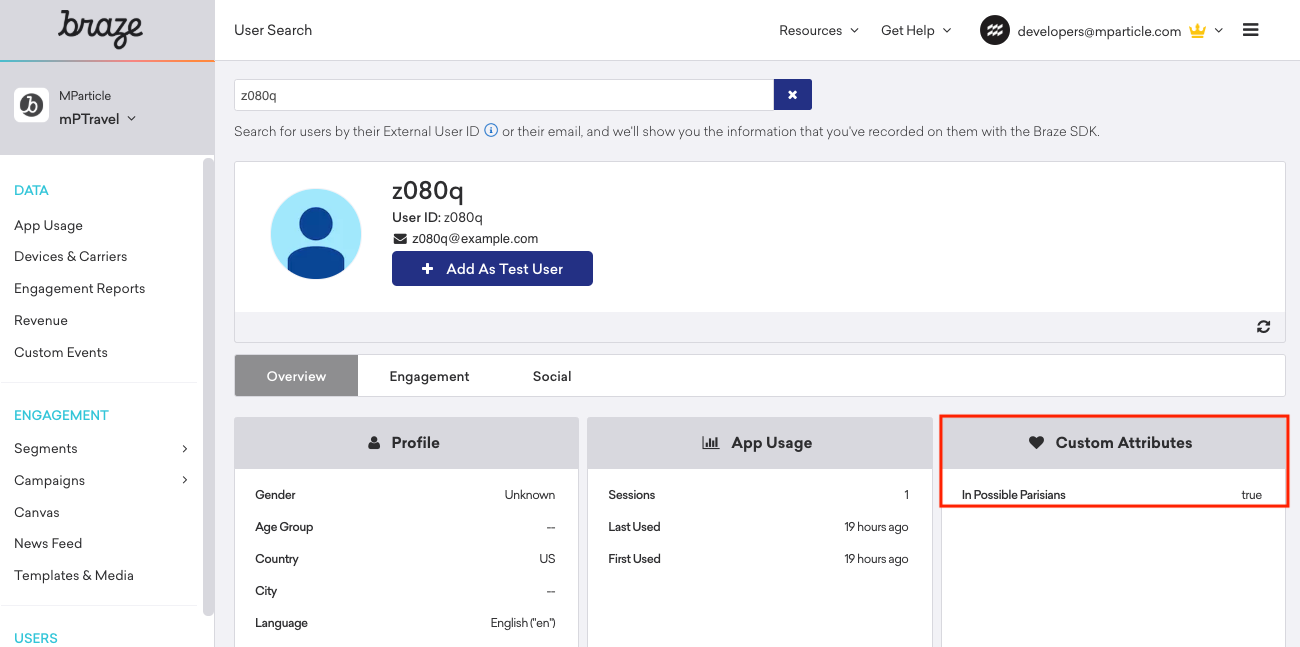 braze
User Search
Resources
Get Help
developers@mparticle.com
MParticle
mPTravel
z080q
Search for users by their External User ID or their email, and we'll show you the information that you've recorded on them with the Braze SDK.
z080q
User ID: z080q
z080q@example.com
+ Add As Test User
DATA
App Usage
Devices & Carriers
Engagement Reports
Revenue
Custom Events
ENGAGEMENT
Segments
Campaigns
Canvas
News Feed
Templates & Media
USERS
Overview Engagement Social
Profile
Gender Unknown
Age Group --
Country US
City --
Language English ("en")
App Usage
Sessions 1
Last Used 19 hours ago
First Used 19 hours ago
Custom Attributes
In Possible Parisians true